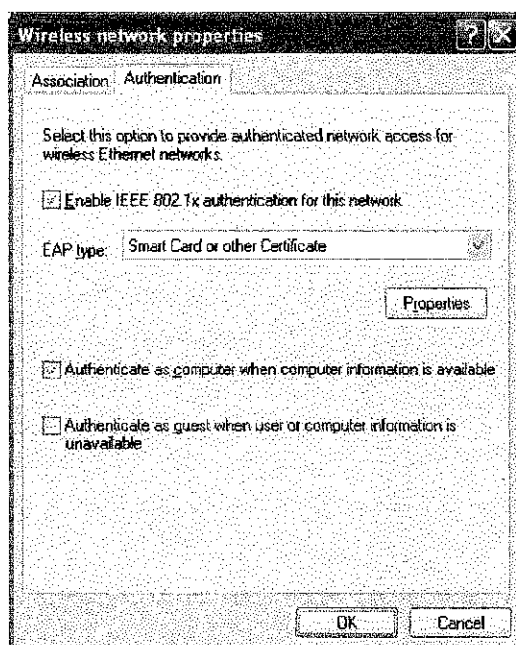 Wireless network properties
Association
Authentication
Select this option to provide authenticated network access for
wireless Ethernet networks.
Enable IEEE 802.1x authentication for this network
EAP type:
Smart Card or other Certificate
Properties
Authenticate as computer when computer information is available
Authenticate as guest when user or computer information is
unavailable
OK
Cancel